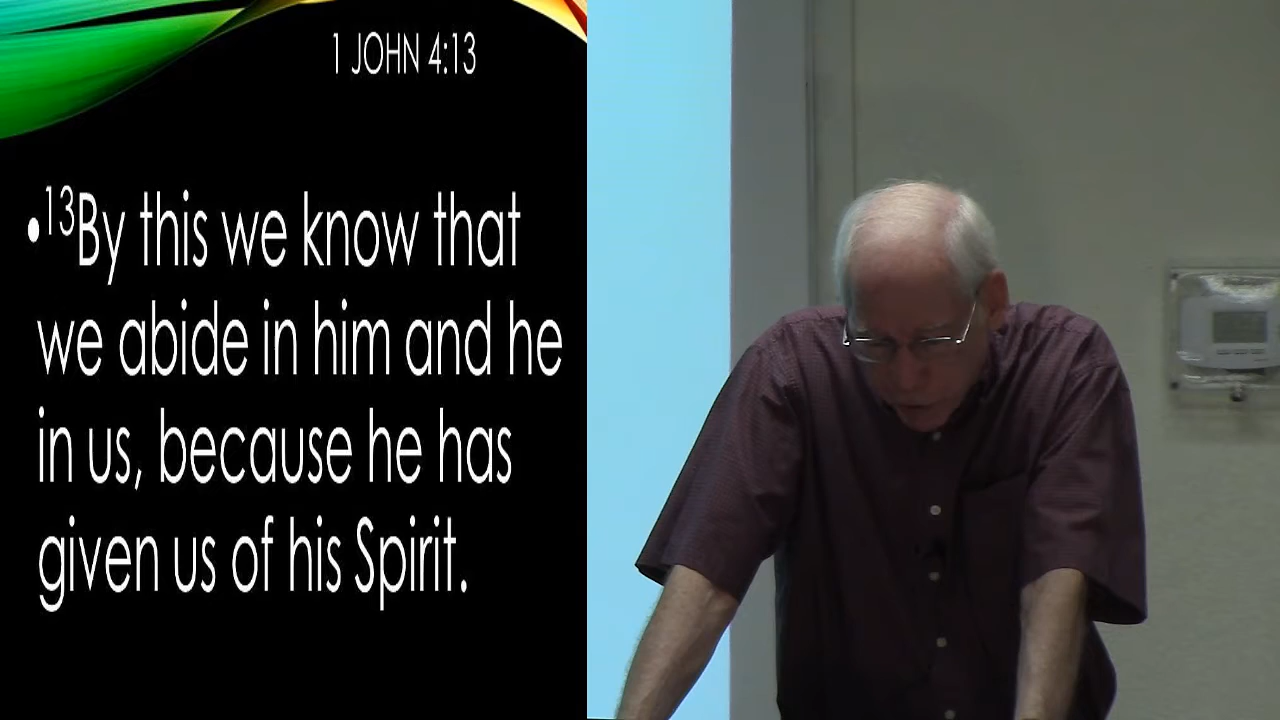 1 JOHN 4:13
•¹³By this we know that
we abide in him and he
in us, because he has
given us of his Spirit.